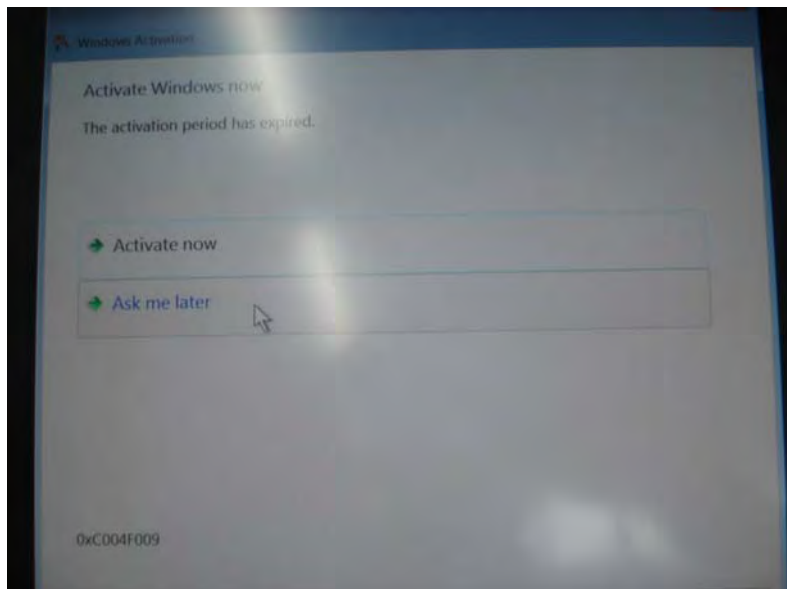 Windows Activation
Activate Windows now
The activation period has expired.
Activate now
Ask me later
0xC004F009